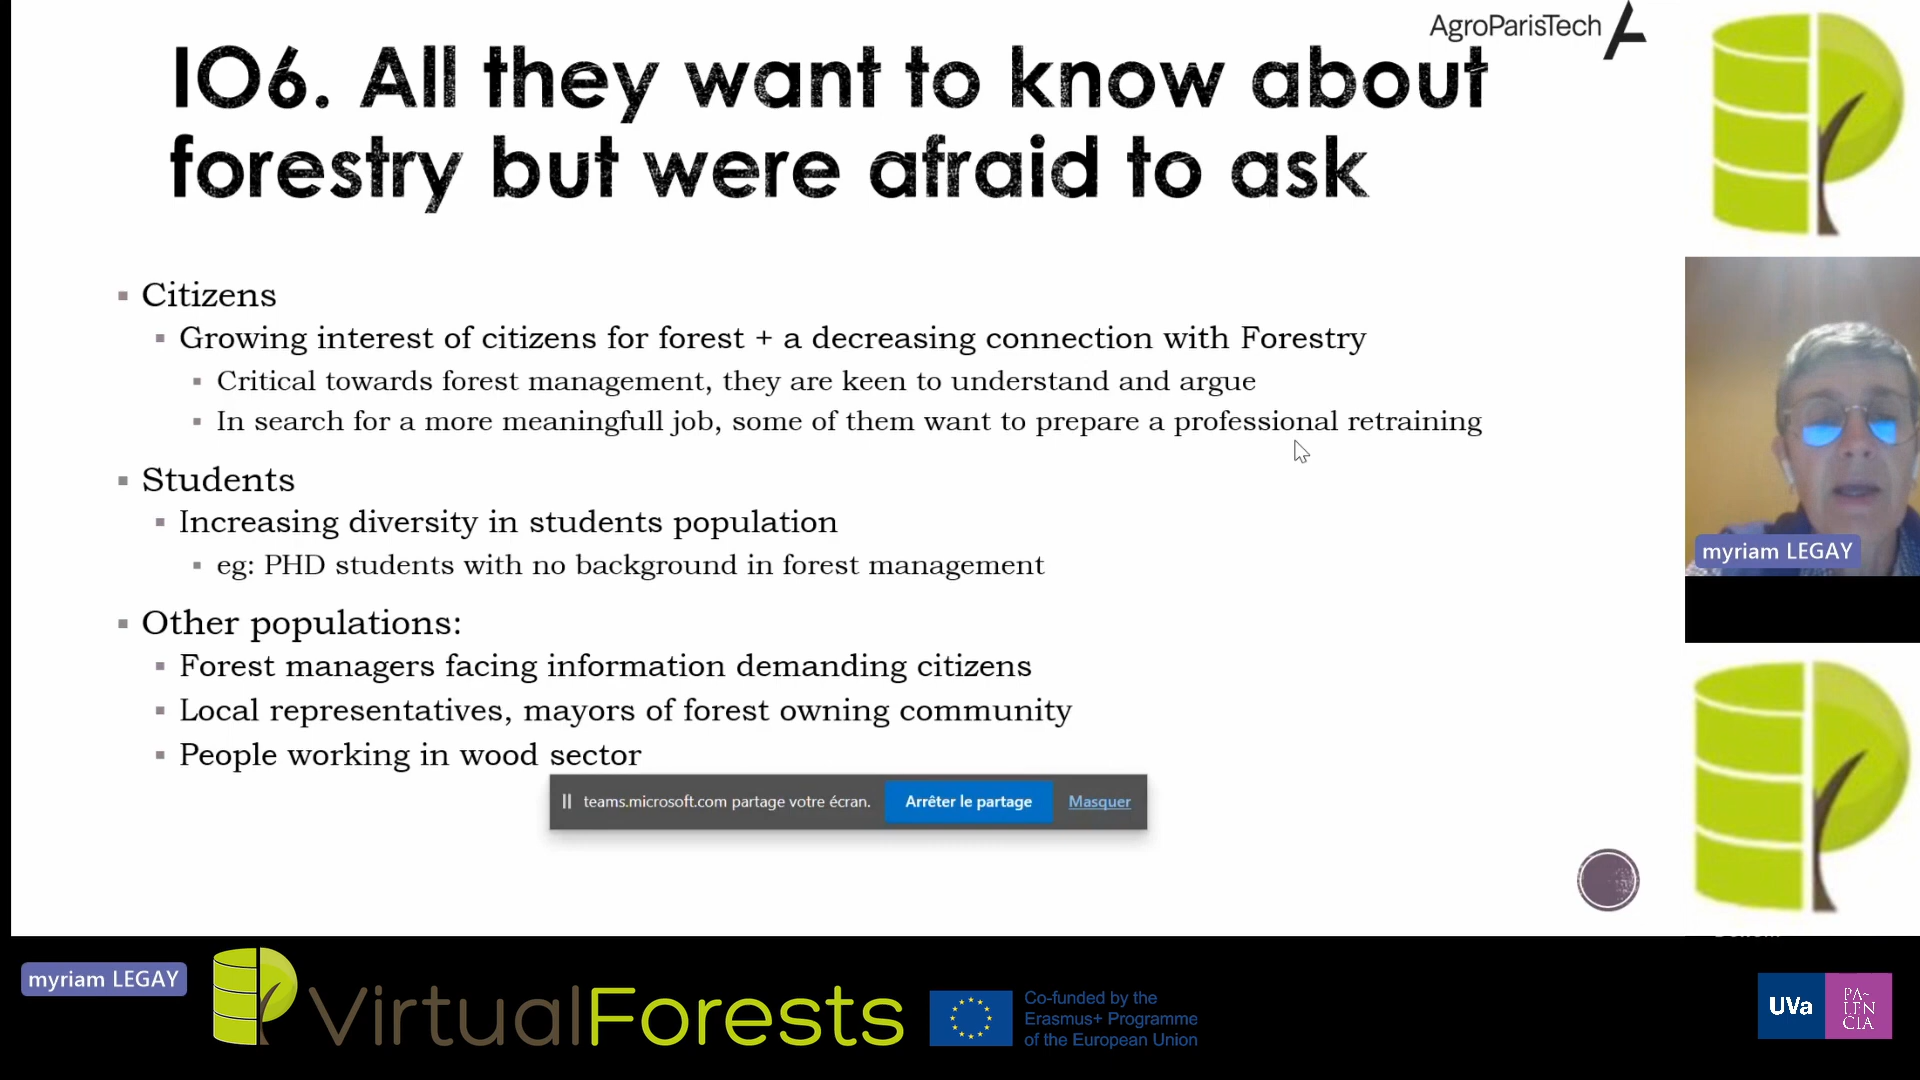 AgroParisTech
IO6. All they want to know about
forestry but were afraid to ask
Citizens
Growing interest of citizens for forest + a decreasing connection with Forestry
Critical towards forest management, they are keen to understand and argue
In search for a more meaningfull job, some of them want to prepare a professional retraining
Students
Increasing diversity in students population
eg: PHD students with no background in forest management
Other populations:
Forest managers facing information demanding citizens
Local representatives, mayors of forest owning community
People working in wood sector
teams.microsoft.com partage votre écran.
Arrêter le partage
Masquer
myriam LEGAY
myriam LEGAY
VirtualForests
Co-funded by the
Erasmus+ Programme
of the European Union
UVa
PA-
LEN
CIA